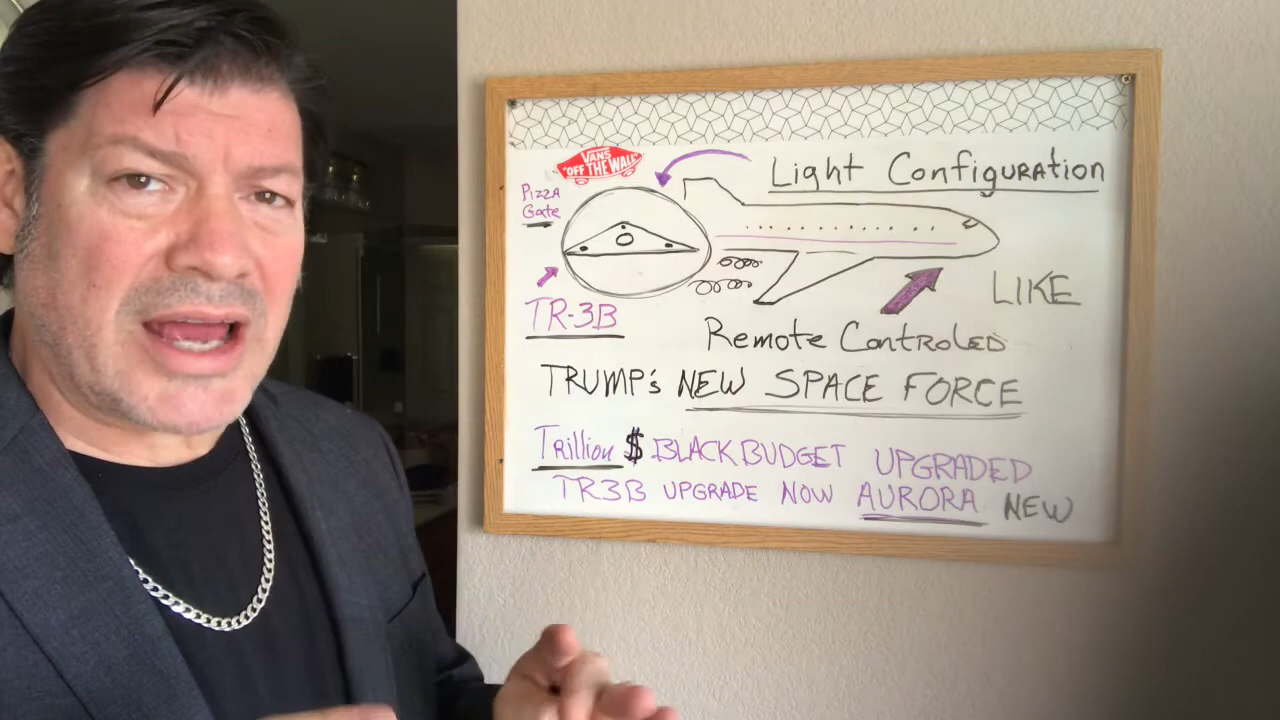 VANS
"OFF THE WALL"
Light Configuration
Pizza
Gate
TR-3B
LIKE
Remote Controled
TRUMP's NEW SPACE FORCE
Trillion $ BLACK BUDGET UPGRADED
TR3B UPGRADE NOW AURORA NEW